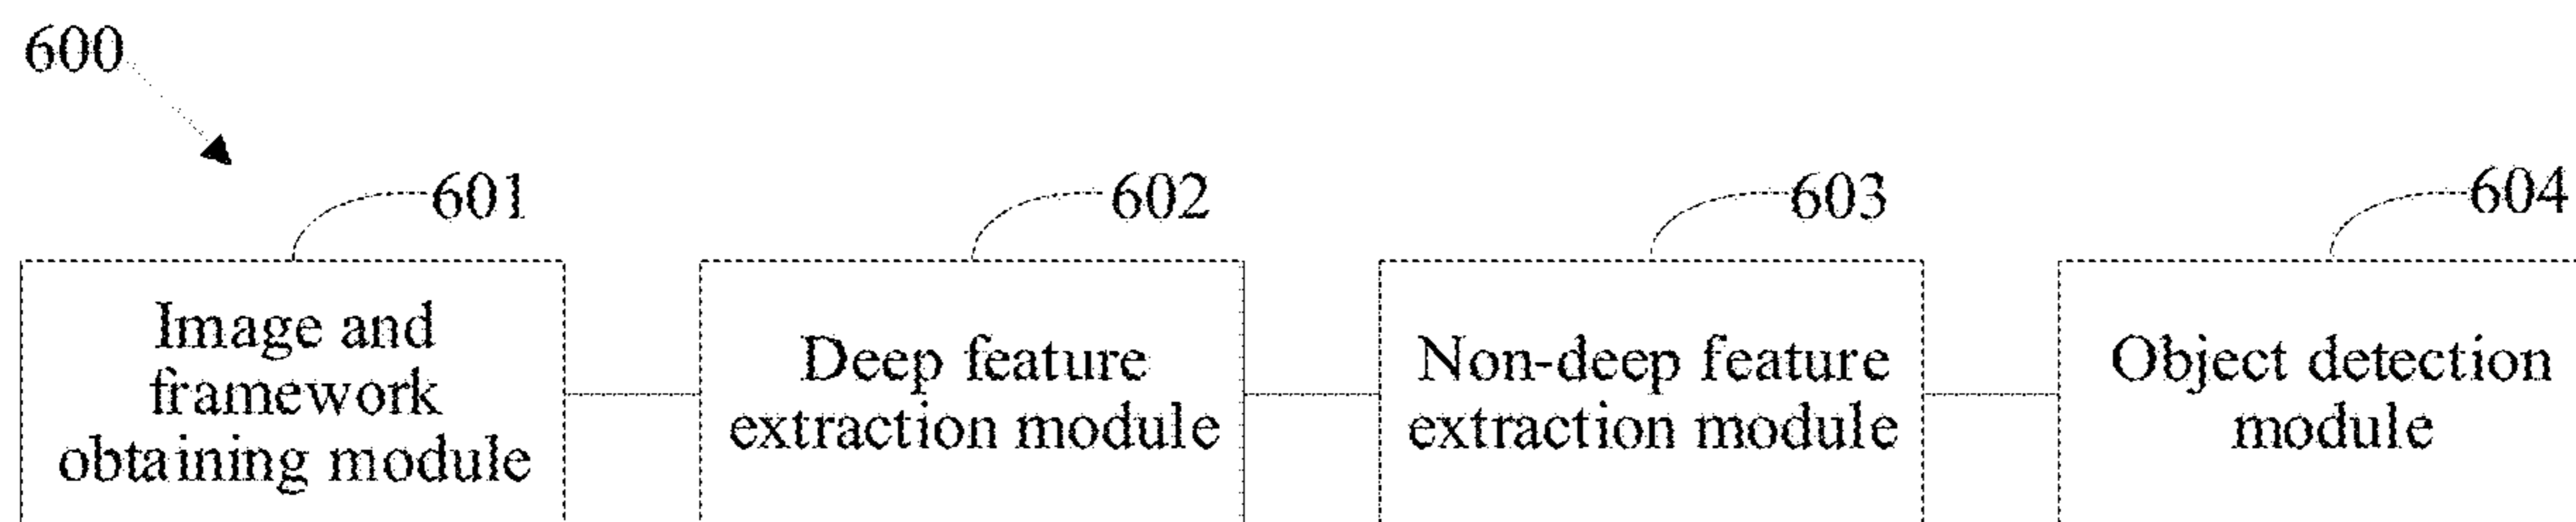 600
601
602
603
604
Image and
framework
obtaining module
Deep feature
extraction module
Non-deep feature
extraction module
Object detection
module